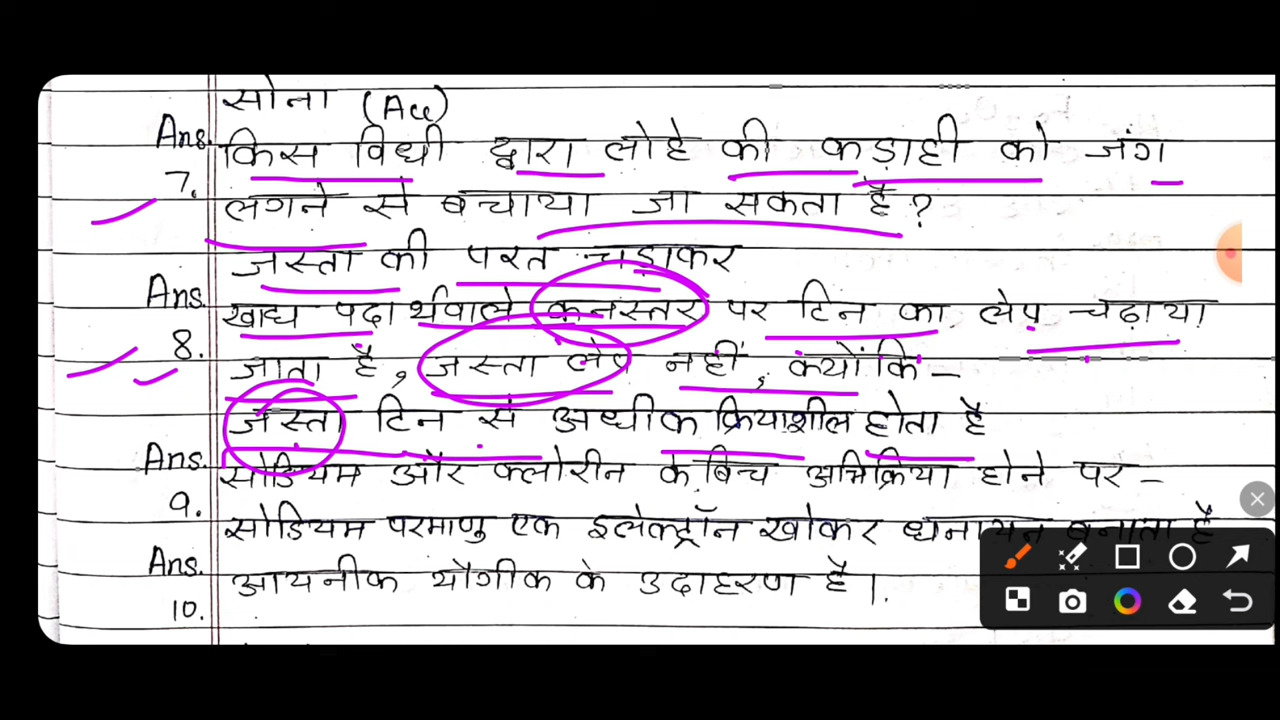 सोना (Au)
Ans. किस विधी द्वारा लोहे की कड़ाही को जंग
7. लगने से बचाया जा सकता है?
जस्ता की परत चड़ाकर
Ans. खाद्य पदार्थवाले कनस्तर पर टिन का लेप चढ़ाया
8. जाता है, जस्ता लेप नहीं, क्योंकि -
जस्ता टिन से अधीक क्रियाशील होता है
Ans. सोडियम और क्लोरीन के बिच अभिक्रिया होने पर -
9. सोडियम परमाणु एक इलेक्ट्रॉन खोकर धनायन बनाता है
Ans. आयनीक यौगीक के उदाहरण है।
10.